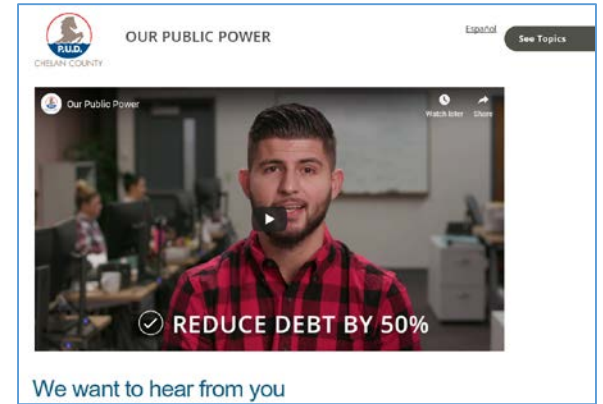 P.U.D.
CHELAN COUNTY
OUR PUBLIC POWER
Español
See Topics
Our Public Power
Watch later
Share
REDUCE DEBT BY 50%
We want to hear from you